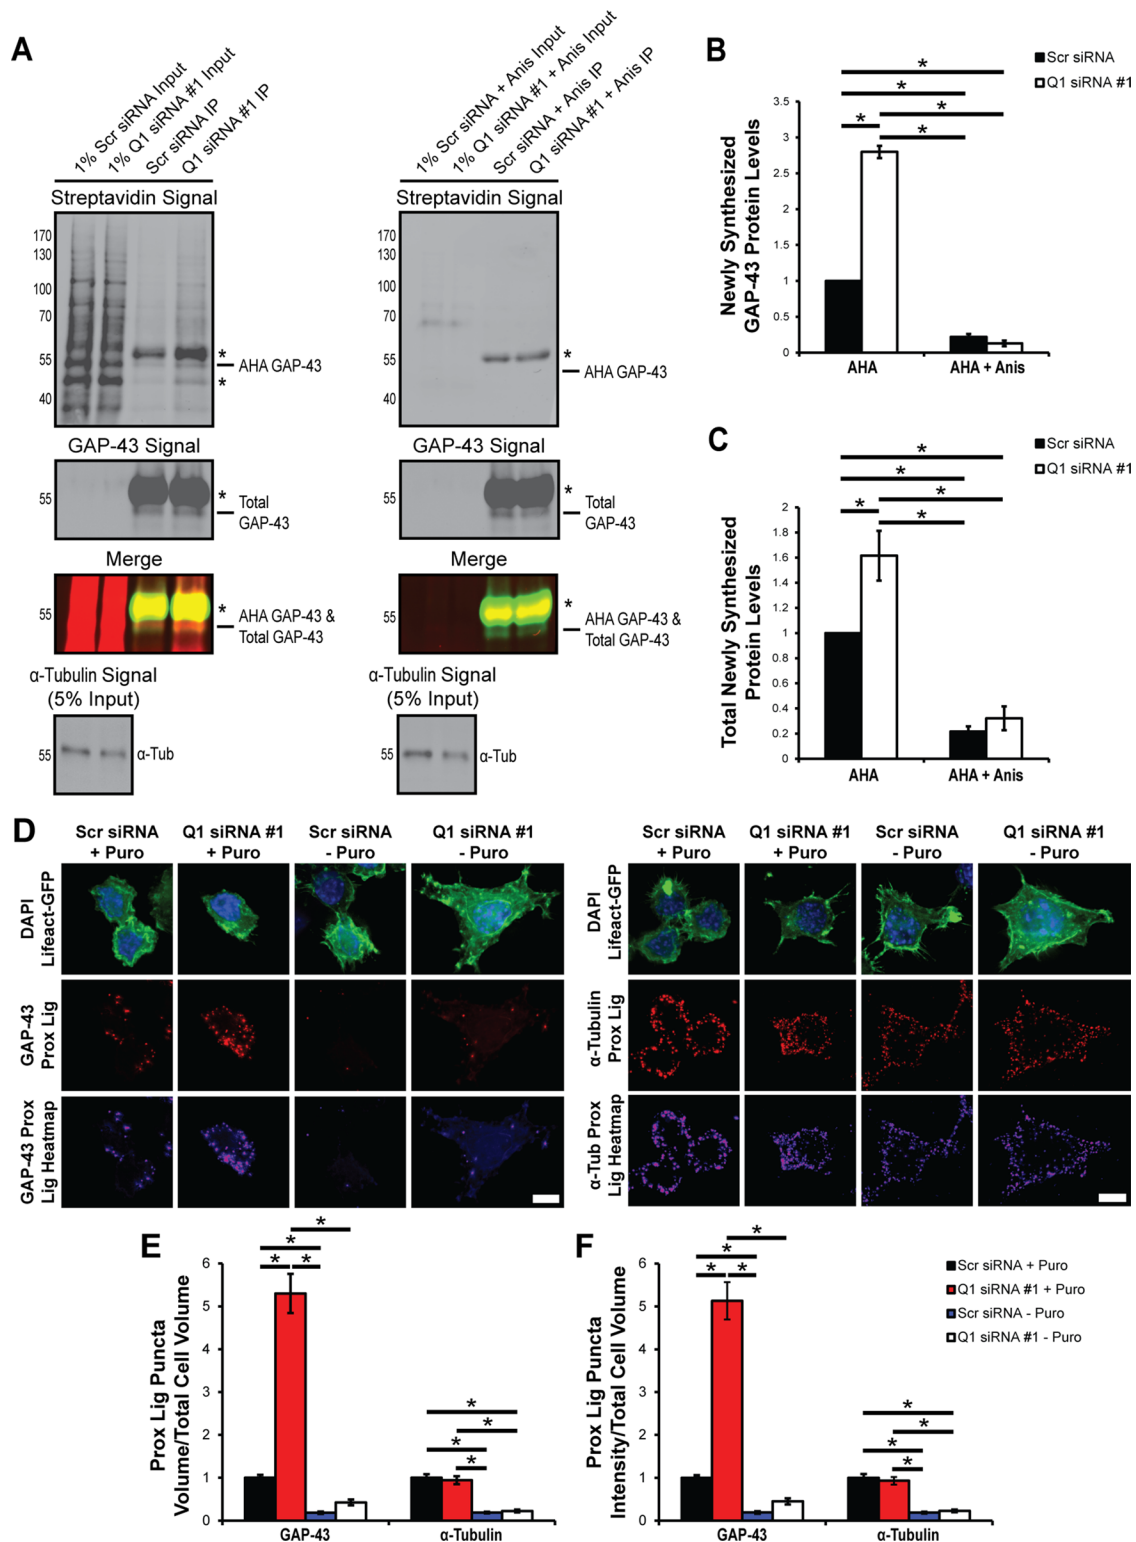 A
1% Scr siRNA Input
1% Q1 siRNA #1 Input
Scr siRNA IP
Q1 siRNA #1 IP
Streptavidin Signal
170
130
100
70
55
40
*
AHA GAP-43
*
GAP-43 Signal
55
*
Total
GAP-43
Merge
55
*
AHA GAP-43 &
Total GAP-43
α-Tubulin Signal
(5% Input)
55
α-Tub
1% Scr siRNA + Anis Input
1% Q1 siRNA #1 + Anis Input
Scr siRNA + Anis IP
Q1 siRNA #1 + Anis IP
Streptavidin Signal
170
130
100
70
55
40
*
AHA GAP-43
GAP-43 Signal
55
*
Total
GAP-43
Merge
55
*
AHA GAP-43 &
Total GAP-43
α-Tubulin Signal
(5% Input)
55
α-Tub
B
Scr siRNA
Q1 siRNA #1
*
*
*
*
*
Newly Synthesized
GAP-43 Protein Levels
3.5
3
2.5
2
1.5
1
0.5
0
AHA
AHA + Anis
C
Scr siRNA
Q1 siRNA #1
*
*
*
*
*
Total Newly Synthesized
Protein Levels
2
1.8
1.6
1.4
1.2
1
0.8
0.6
0.4
0.2
0
AHA
AHA + Anis
D
Scr siRNA
+ Puro
Q1 siRNA #1
+ Puro
Scr siRNA
- Puro
Q1 siRNA #1
- Puro
DAPI
Lifeact-GFP
GAP-43
Prox Lig
GAP-43 Prox
Lig Heatmap
Scr siRNA
+ Puro
Q1 siRNA #1
+ Puro
Scr siRNA
- Puro
Q1 siRNA #1
- Puro
DAPI
Lifeact-GFP
α-Tubulin
Prox Lig
α-Tub Prox
Lig Heatmap
E
Prox Lig Puncta
Volume/Total Cell Volume
6
5
4
3
2
1
0
*
*
*
*
*
*
*
*
GAP-43
α-Tubulin
F
Prox Lig Puncta
Intensity/Total Cell Volume
6
5
4
3
2
1
0
*
*
*
*
*
*
*
*
GAP-43
α-Tubulin
Scr siRNA + Puro
Q1 siRNA #1 + Puro
Scr siRNA - Puro
Q1 siRNA #1 - Puro